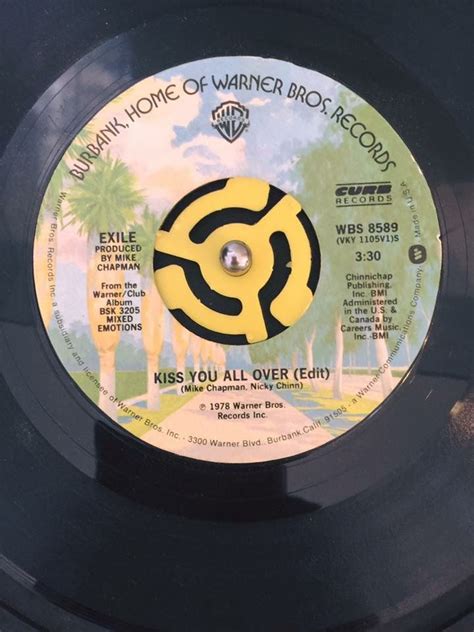 BURBANK, HOME OF WARNER BROS. RECORDS
EXILE
PRODUCED
BY MIKE
CHAPMAN
From the
Warner/Curb
Album
BSK 3205
MIXED
EMOTIONS
CURB
RECORDS
WBS 8589
(VKY 1105V1)S
3:30
Chinnichap
Publishing,
Inc. BMI
Administered
in the U.S. &
Canada by
Careers Music,
Inc.-BMI
KISS YOU ALL OVER (Edit)
(Mike Chapman, Nicky Chinn)
℗ 1978 Warner Bros.
Records Inc.
Warner Bros. Records Inc., a subsidiary and licensee of Warner Bros. Inc. - 3300 Warner Blvd., Burbank, Calif. 91505 - a Warner Communications Company. Made in U.S.A.